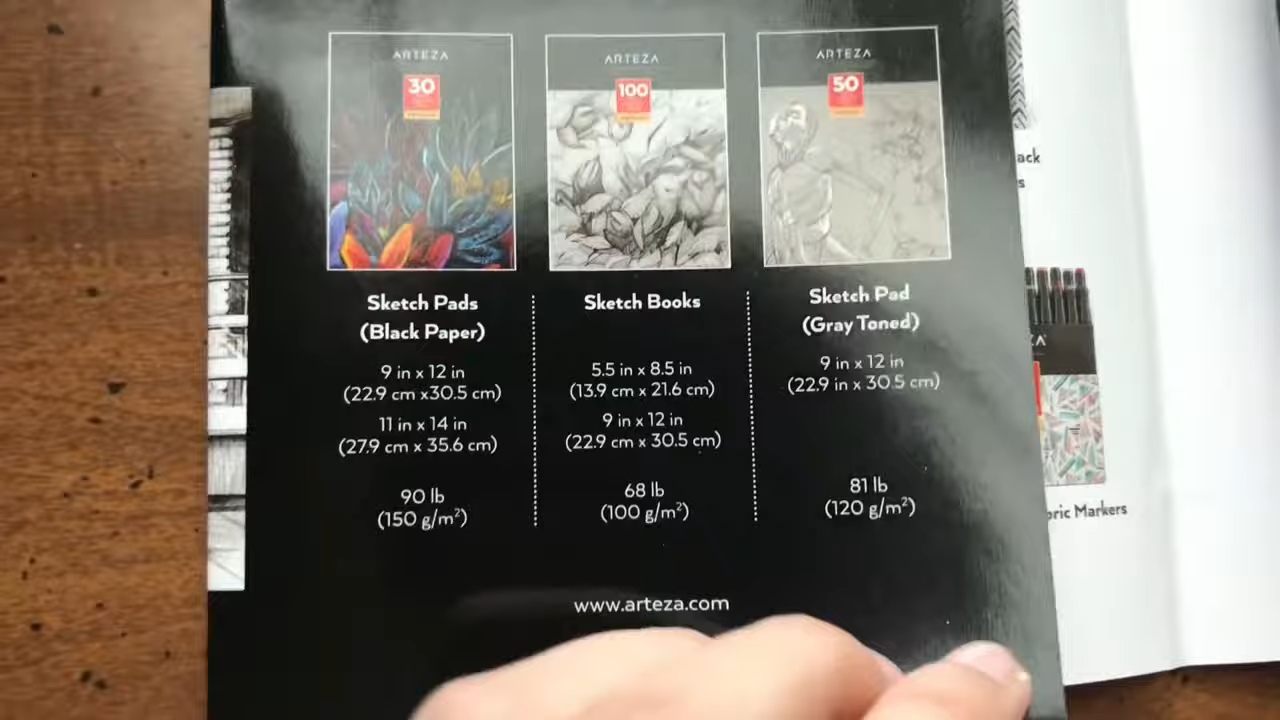 ARTEZA
30
ARTEZA
100
ARTEZA
50
Sketch Pads
(Black Paper)
9 in x 12 in
(22.9 cm x30.5 cm)
11 in x 14 in
(27.9 cm x 35.6 cm)
90 lb
(150 g/m²)
Sketch Books
5.5 in x 8.5 in
(13.9 cm x 21.6 cm)
9 in x 12 in
(22.9 cm x 30.5 cm)
68 lb
(100 g/m²)
Sketch Pad
(Gray Toned)
9 in x 12 in
(22.9 in x 30.5 cm)
81 lb
(120 g/m²)
www.arteza.com
ack
s
ZA
bric Markers